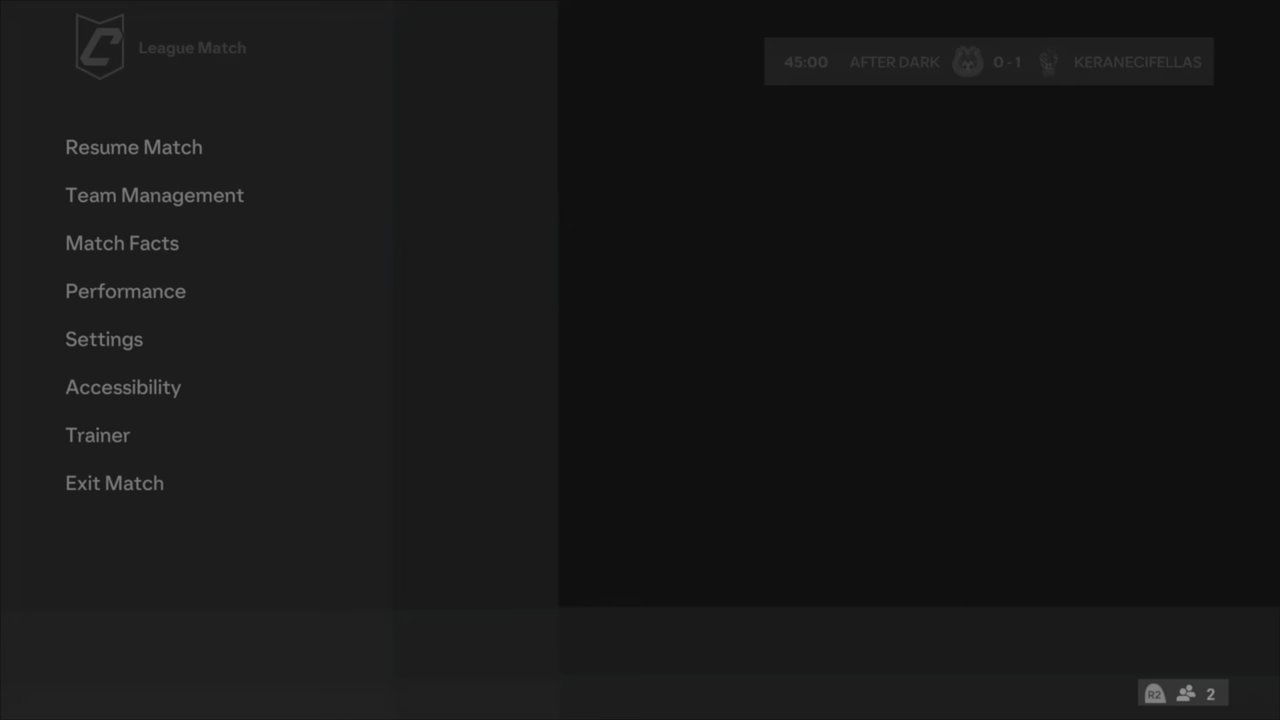 League Match
45:00 AFTER DARK 0 - 1 KERANECIFELLAS
Resume Match
Team Management
Match Facts
Performance
Settings
Accessibility
Trainer
Exit Match
R2 2